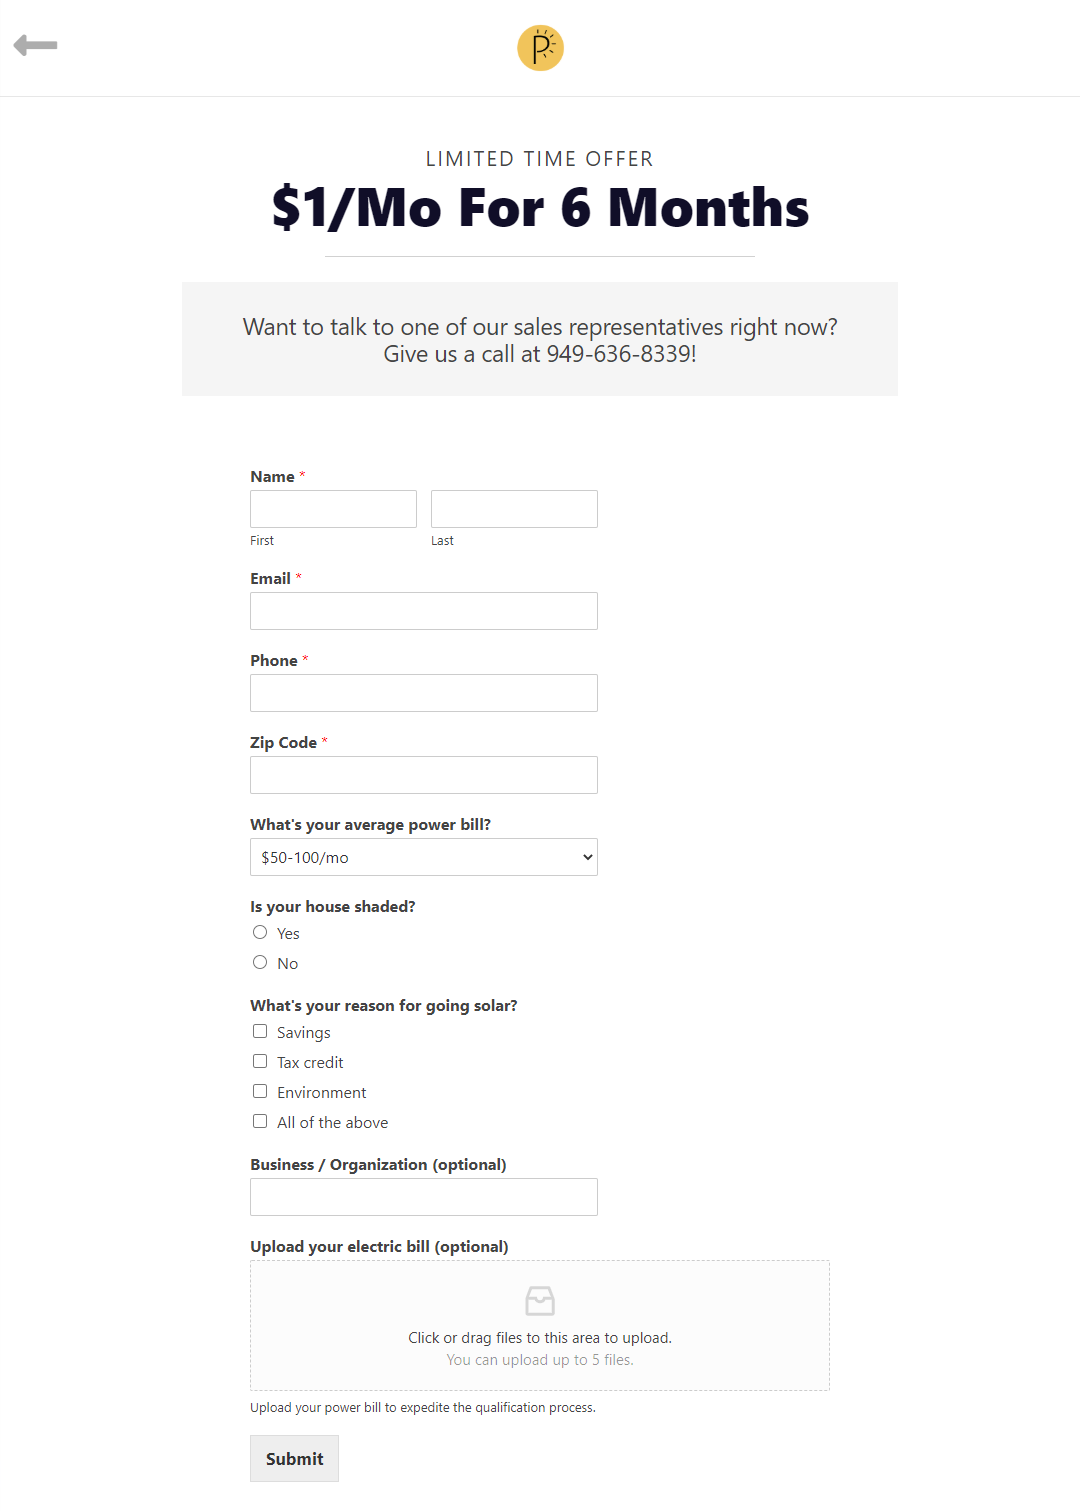 P
LIMITED TIME OFFER
$1/Mo For 6 Months
Want to talk to one of our sales representatives right now?
Give us a call at 949-636-8339!
Name *
First Last
Email *
Phone *
Zip Code *
What's your average power bill?
$50-100/mo
Is your house shaded?
Yes
No
What's your reason for going solar?
Savings
Tax credit
Environment
All of the above
Business / Organization (optional)
Upload your electric bill (optional)
Click or drag files to this area to upload.
You can upload up to 5 files.
Upload your power bill to expedite the qualification process.
Submit